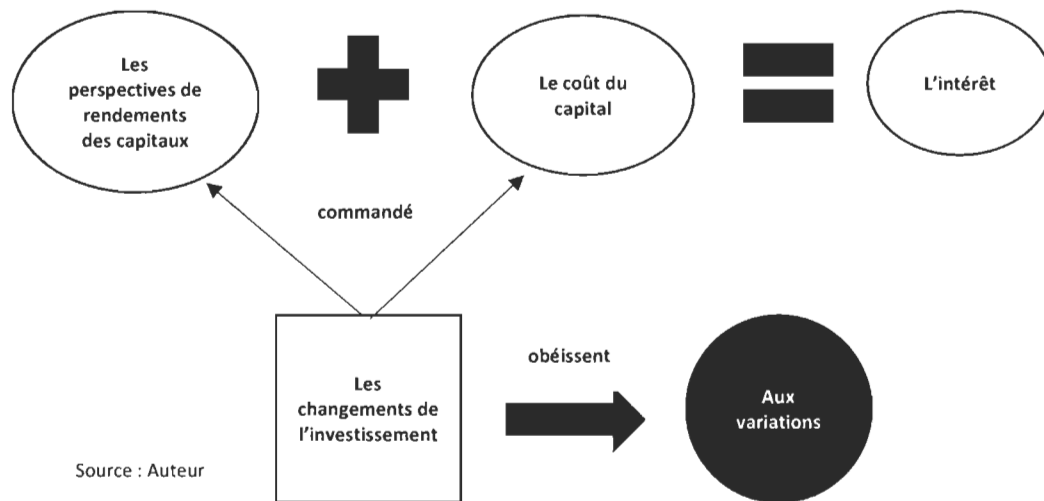 Les
perspectives de
rendements
des capitaux
Le coût du
capital
L'intérêt
commandé
Les
changements de
l'investissement
obéissent
Aux
variations
Source : Auteur